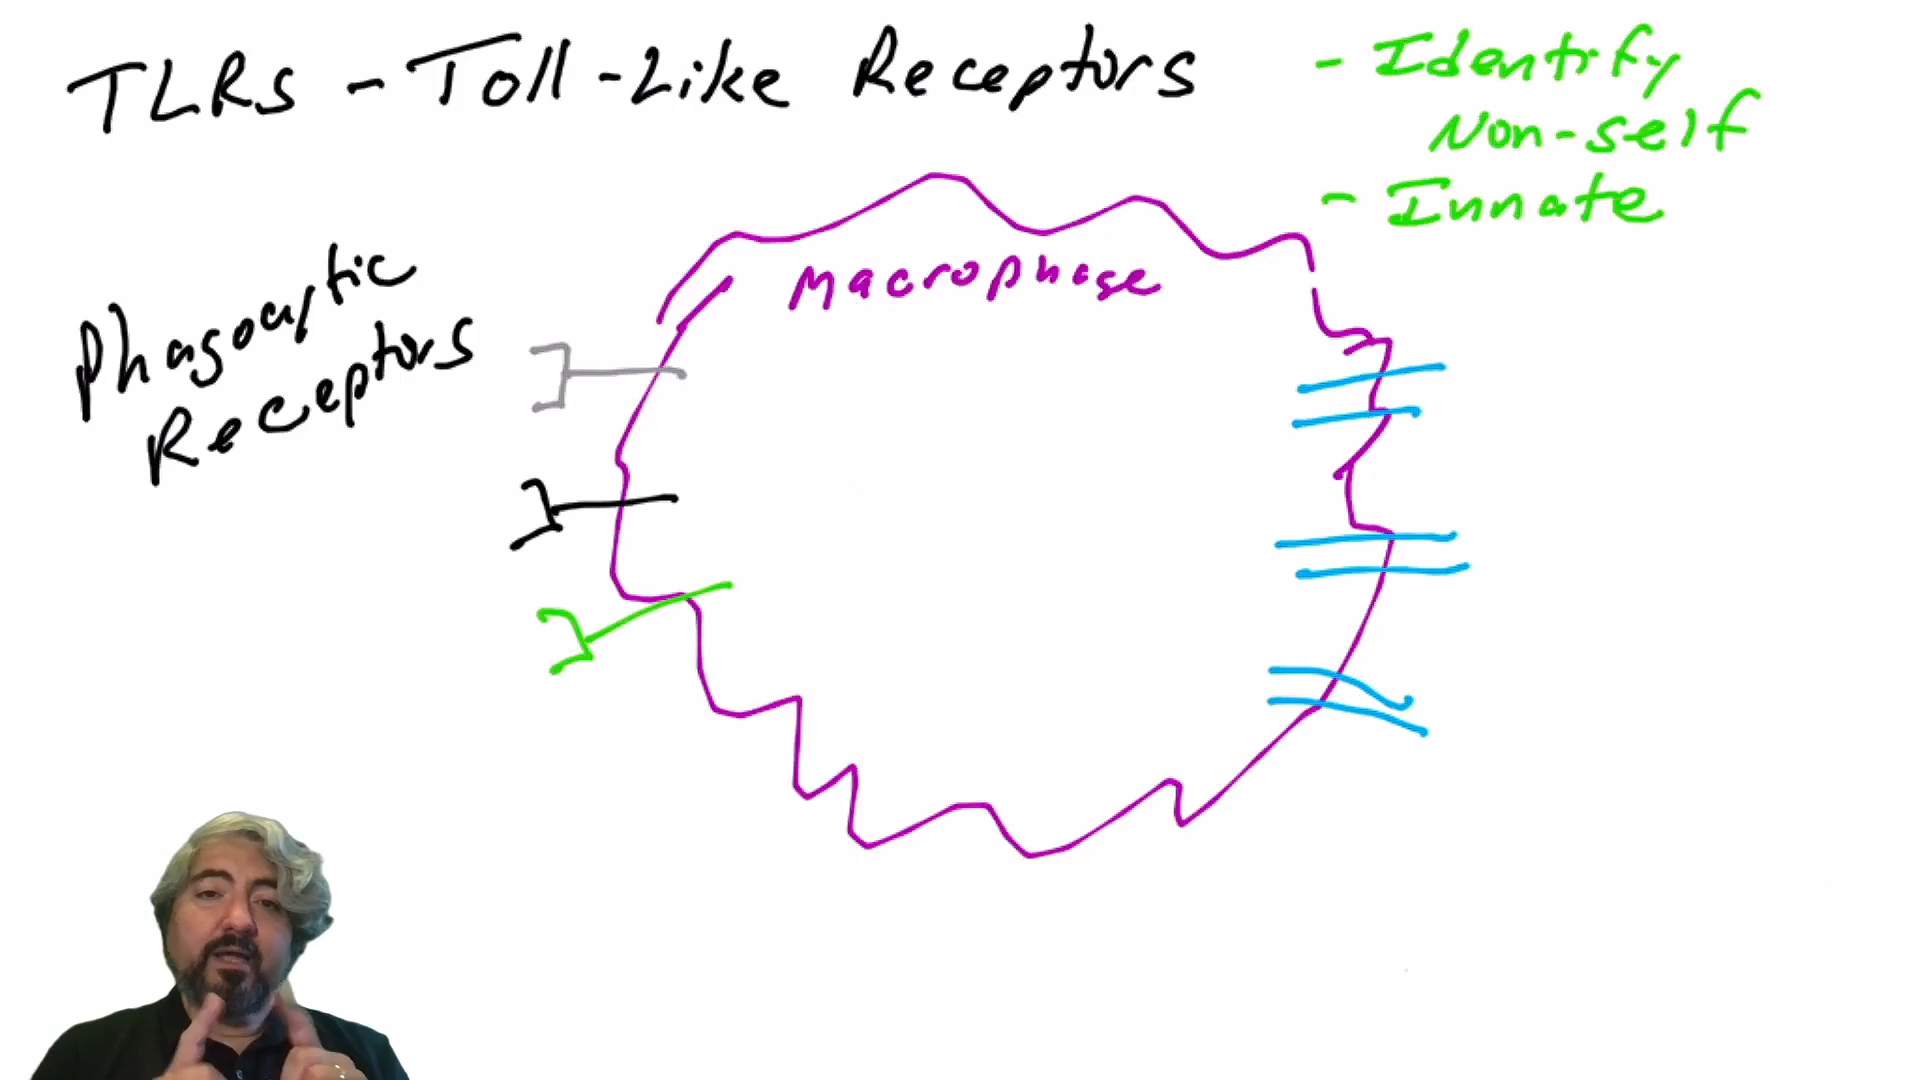 TLRs - Toll-Like Receptors
- Identify
Non-self
- Innate
Macrophage
Phagocytic
Receptors